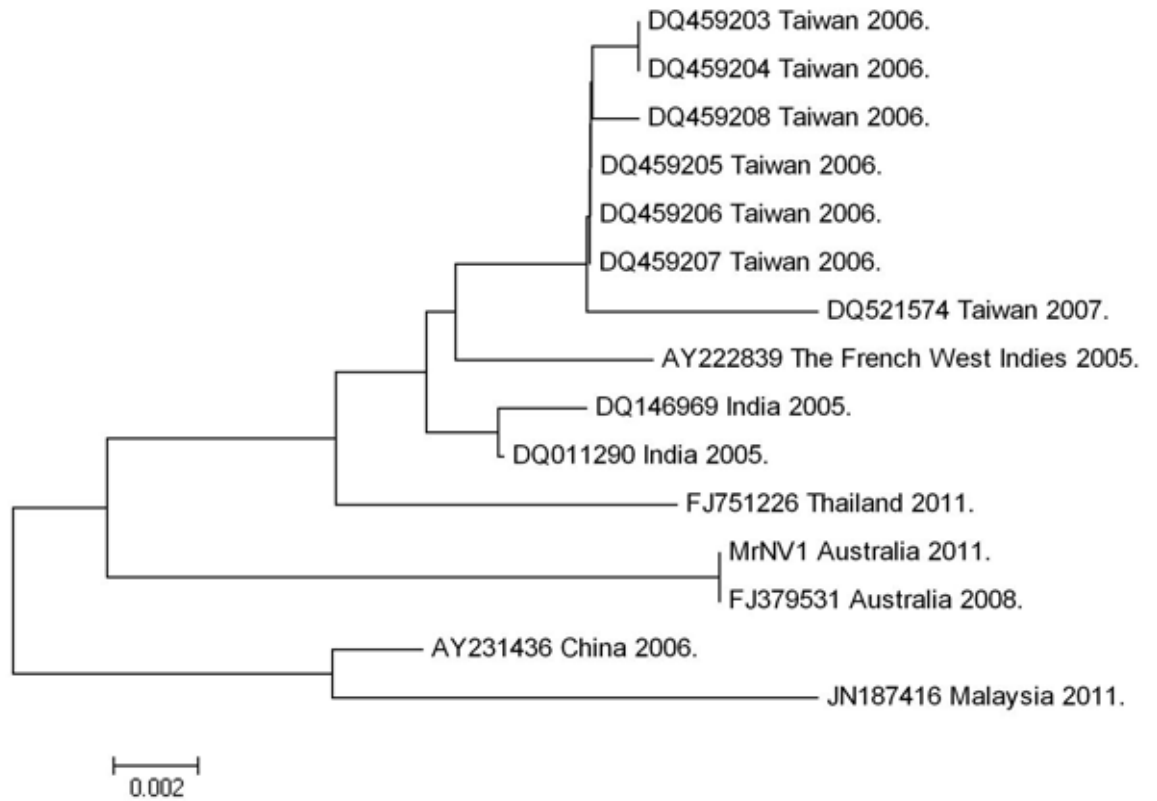 DQ459203 Taiwan 2006.
DQ459204 Taiwan 2006.
DQ459208 Taiwan 2006.
DQ459205 Taiwan 2006.
DQ459206 Taiwan 2006.
DQ459207 Taiwan 2006.
DQ521574 Taiwan 2007.
AY222839 The French West Indies 2005.
DQ146969 India 2005.
DQ011290 India 2005.
FJ751226 Thailand 2011.
MrNV1 Australia 2011.
FJ379531 Australia 2008.
AY231436 China 2006.
JN187416 Malaysia 2011.
0.002